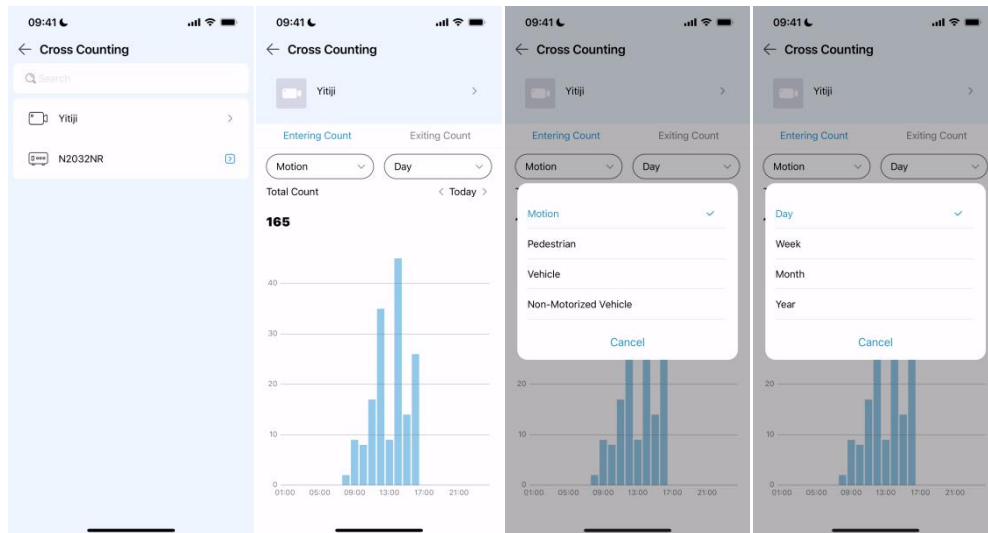 09:41
Cross Counting
Search
Yitiji
N2032NR
09:41
Cross Counting
Yitiji
Entering Count Exiting Count
Motion Day
Total Count Today
165
40
30
20
10
0
01:00 05:00 09:00 13:00 17:00 21:00
09:41
Cross Counting
Yitiji
Entering Count Exiting Count
Motion Day
Motion
Pedestrian
Vehicle
Non-Motorized Vehicle
Cancel
20
10
0
01:00 05:00 09:00 13:00 17:00 21:00
09:41
Cross Counting
Yitiji
Entering Count Exiting Count
Motion Day
Day
Week
Month
Year
Cancel
20
10
0
01:00 05:00 09:00 13:00 17:00 21:00